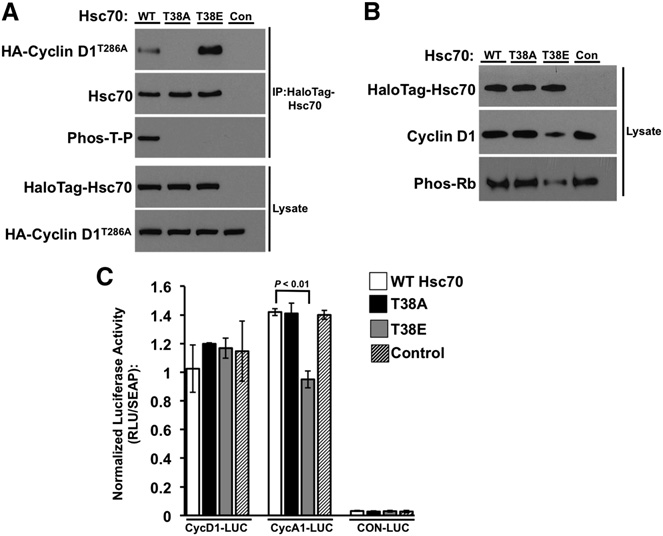 A
Hsc70: WT T38A T38E Con
HA-Cyclin D1T286A
Hsc70
Phos-T-P
IP:HaloTag-
Hsc70
HaloTag-Hsc70
HA-Cyclin D1T286A
Lysate
B
Hsc70: WT T38A T38E Con
HaloTag-Hsc70
Cyclin D1
Phos-Rb
Lysate
C
Normalized Luciferase Activity
(RLU/SEAP):
1.6
1.4
1.2
1
0.8
0.6
0.4
0.2
0
P < 0.01
CycD1-LUC CycA1-LUC CON-LUC
WT Hsc70
T38A
T38E
Control